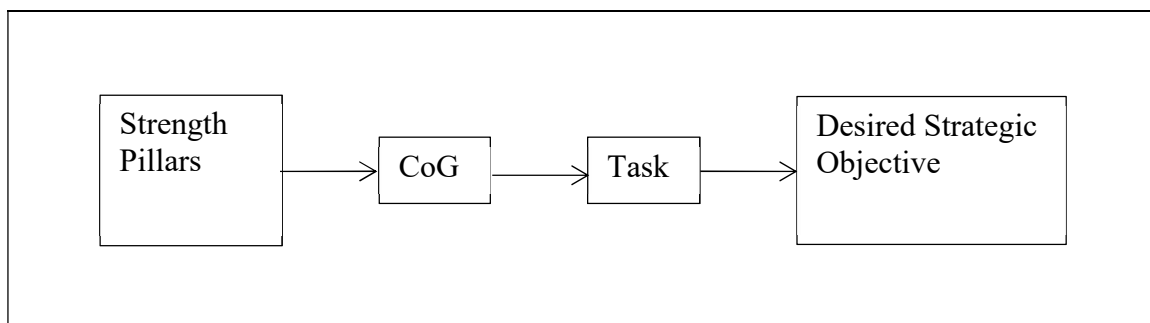 Strength
Pillars
CoG
Task
Desired Strategic
Objective